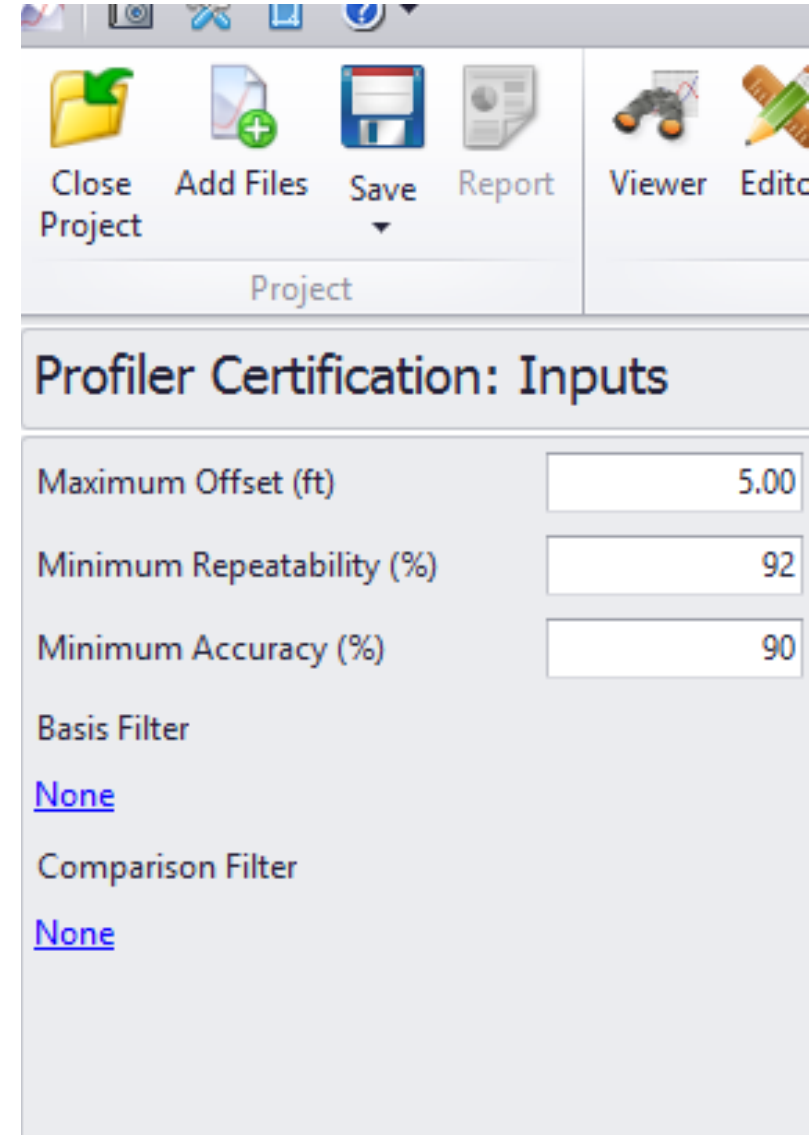 Close Project
Add Files
Save
Report
Viewer
Project
Profiler Certification: Inputs
Maximum Offset (ft) 5.00
Minimum Repeatability (%) 92
Minimum Accuracy (%) 90
Basis Filter
None
Comparison Filter
None